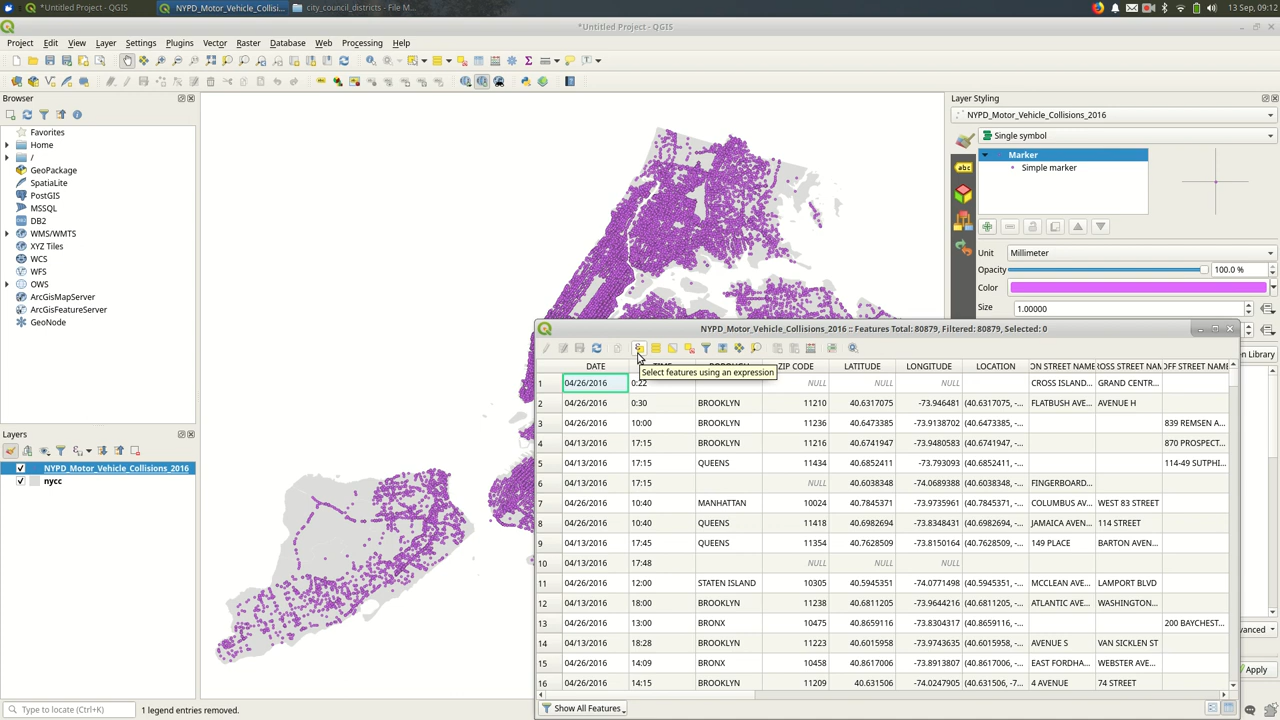 *Untitled Project - QGIS
NYPD_Motor_Vehicle_Collisi...
city_council_districts - File M...
13 Sep, 09:12
*Untitled Project - QGIS
Project Edit View Layer Settings Plugins Vector Raster Database Web Processing Help
Browser
Favorites
Home
/
GeoPackage
SpatiaLite
PostGIS
MSSQL
DB2
WMS/WMTS
XYZ Tiles
WCS
WFS
OWS
ArcGisMapServer
ArcGisFeatureServer
GeoNode
Layers
NYPD_Motor_Vehicle_Collisions_2016
nycc
Layer Styling
NYPD_Motor_Vehicle_Collisions_2016
Single symbol
Marker
Simple marker
Unit Millimeter
Opacity 100.0 %
Color
Size 1.00000
en Library
vanced
Apply
NYPD_Motor_Vehicle_Collisions_2016 :: Features Total: 80879, Filtered: 80879, Selected: 0
Select features using an expression
DATE ZIP CODE LATITUDE LONGITUDE LOCATION ON STREET NAM ROSS STREET NAM OFF STREET NAME
1 04/26/2016 0:22 NULL NULL NULL CROSS ISLAND... GRAND CENTR...
2 04/26/2016 0:30 BROOKLYN 11210 40.6317075 -73.946481 (40.6317075, -... FLATBUSH AVE... AVENUE H
3 04/26/2016 10:00 BROOKLYN 11236 40.6473385 -73.9138702 (40.6473385, -... 839 REMSEN A...
4 04/13/2016 17:15 BROOKLYN 11216 40.6741947 -73.9480583 (40.6741947, -... 870 PROSPECT...
5 04/13/2016 17:15 QUEENS 11434 40.6852411 -73.793093 (40.6852411, -... 114-49 SUTPHI...
6 04/13/2016 17:15 NULL 40.6038348 -74.0689388 (40.6038348, -... FINGERBOARD...
7 04/26/2016 10:40 MANHATTAN 10024 40.7845371 -73.9735961 (40.7845371, -... COLUMBUS AV... WEST 83 STREET
8 04/26/2016 10:40 QUEENS 11418 40.6982694 -73.8348431 (40.6982694, -... JAMAICA AVEN... 114 STREET
9 04/13/2016 17:45 QUEENS 11354 40.7628509 -73.8150164 (40.7628509, -... 149 PLACE BARTON AVEN...
10 04/13/2016 17:48 NULL NULL NULL
11 04/26/2016 12:00 STATEN ISLAND 10305 40.5945351 -74.0771498 (40.5945351, -... MCCLEAN AVE... LAMPORT BLVD
12 04/13/2016 18:00 BROOKLYN 11238 40.6811205 -73.9644216 (40.6811205, -... ATLANTIC AVE... WASHINGTON...
13 04/26/2016 13:00 BRONX 10475 40.8659116 -73.8304317 (40.8659116, -... 200 BAYCHEST...
14 04/13/2016 18:28 BROOKLYN 11223 40.6015958 -73.9743635 (40.6015958, -... AVENUE S VAN SICKLEN ST
15 04/26/2016 14:09 BRONX 10458 40.8617006 -73.8913807 (40.8617006, -... EAST FORDHA... WEBSTER AVE...
16 04/26/2016 14:15 BROOKLYN 11209 40.631506 -74.0247905 (40.631506, -7... 4 AVENUE 74 STREET
Show All Features
Type to locate (Ctrl+K)
1 legend entries removed.